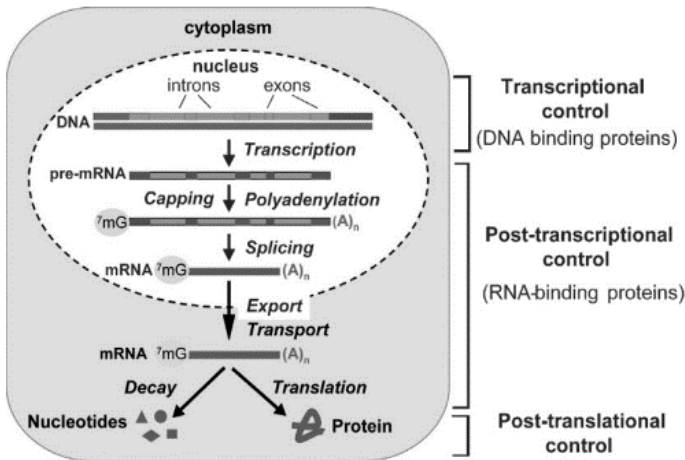 cytoplasm
nucleus
introns exons
DNA
Transcription
pre-mRNA
Capping Polyadenylation
⁷mG (A)ₙ
Splicing
mRNA ⁷mG (A)ₙ
Export
Transport
mRNA ⁷mG (A)ₙ
Decay Translation
Nucleotides Protein
Transcriptional
control
(DNA binding proteins)
Post-transcriptional
control
(RNA-binding proteins)
Post-translational
control